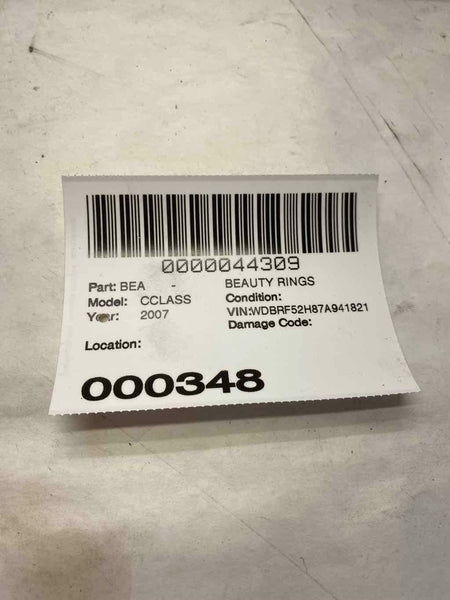 0000044309
Part: BEA - BEAUTY RINGS
Model: CCLASS Condition:
Year: 2007 VIN:WDBRF52H87A941821
Damage Code:
Location:
000348